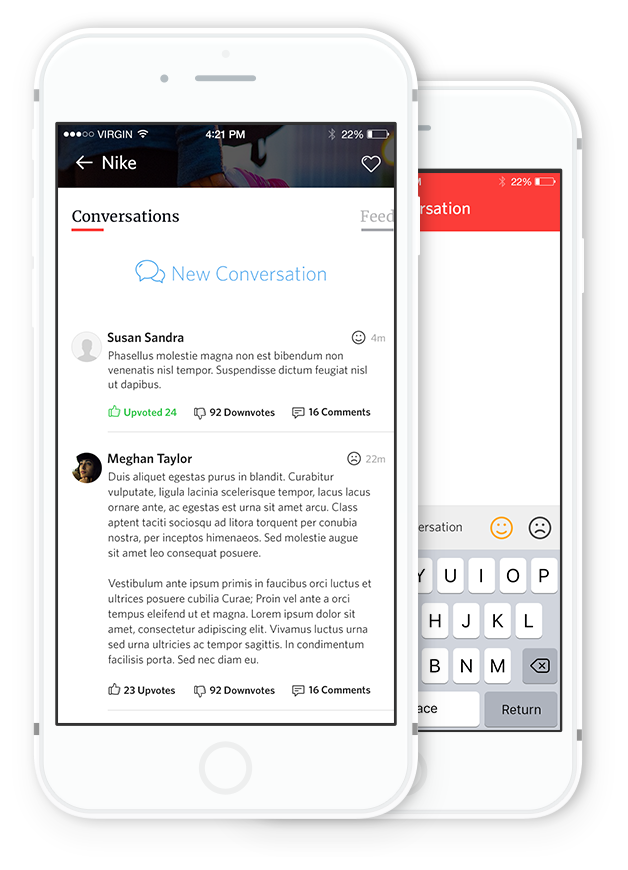 VIRGIN 4:21 PM 22%
Nike
Conversations Feed
New Conversation
Susan Sandra 4m
Phasellus molestie magna non est bibendum non
venenatis nisl tempor. Suspendisse dictum feugiat nisl
ut dapibus.
Upvoted 24 92 Downvotes 16 Comments
Meghan Taylor 22m
Duis aliquet egestas purus in blandit. Curabitur
vulputate, ligula lacinia scelerisque tempor, lacus lacus
ornare ante, ac egestas est urna sit amet arcu. Class
aptent taciti sociosqu ad litora torquent per conubia
nostra, per inceptos himenaeos. Sed molestie augue
sit amet leo consequat posuere.
Vestibulum ante ipsum primis in faucibus orci luctus et
ultrices posuere cubilia Curae; Proin vel ante a orci
tempus eleifend ut et magna. Lorem ipsum dolor sit
amet, consectetur adipiscing elit. Vivamus luctus urna
sed urna ultricies ac tempor sagittis. In condimentum
facilisis porta. Sed nec diam eu.
23 Upvotes 92 Downvotes 16 Comments
M 22%
rsation
ersation
Y U I O P
H J K L
B N M
ace Return